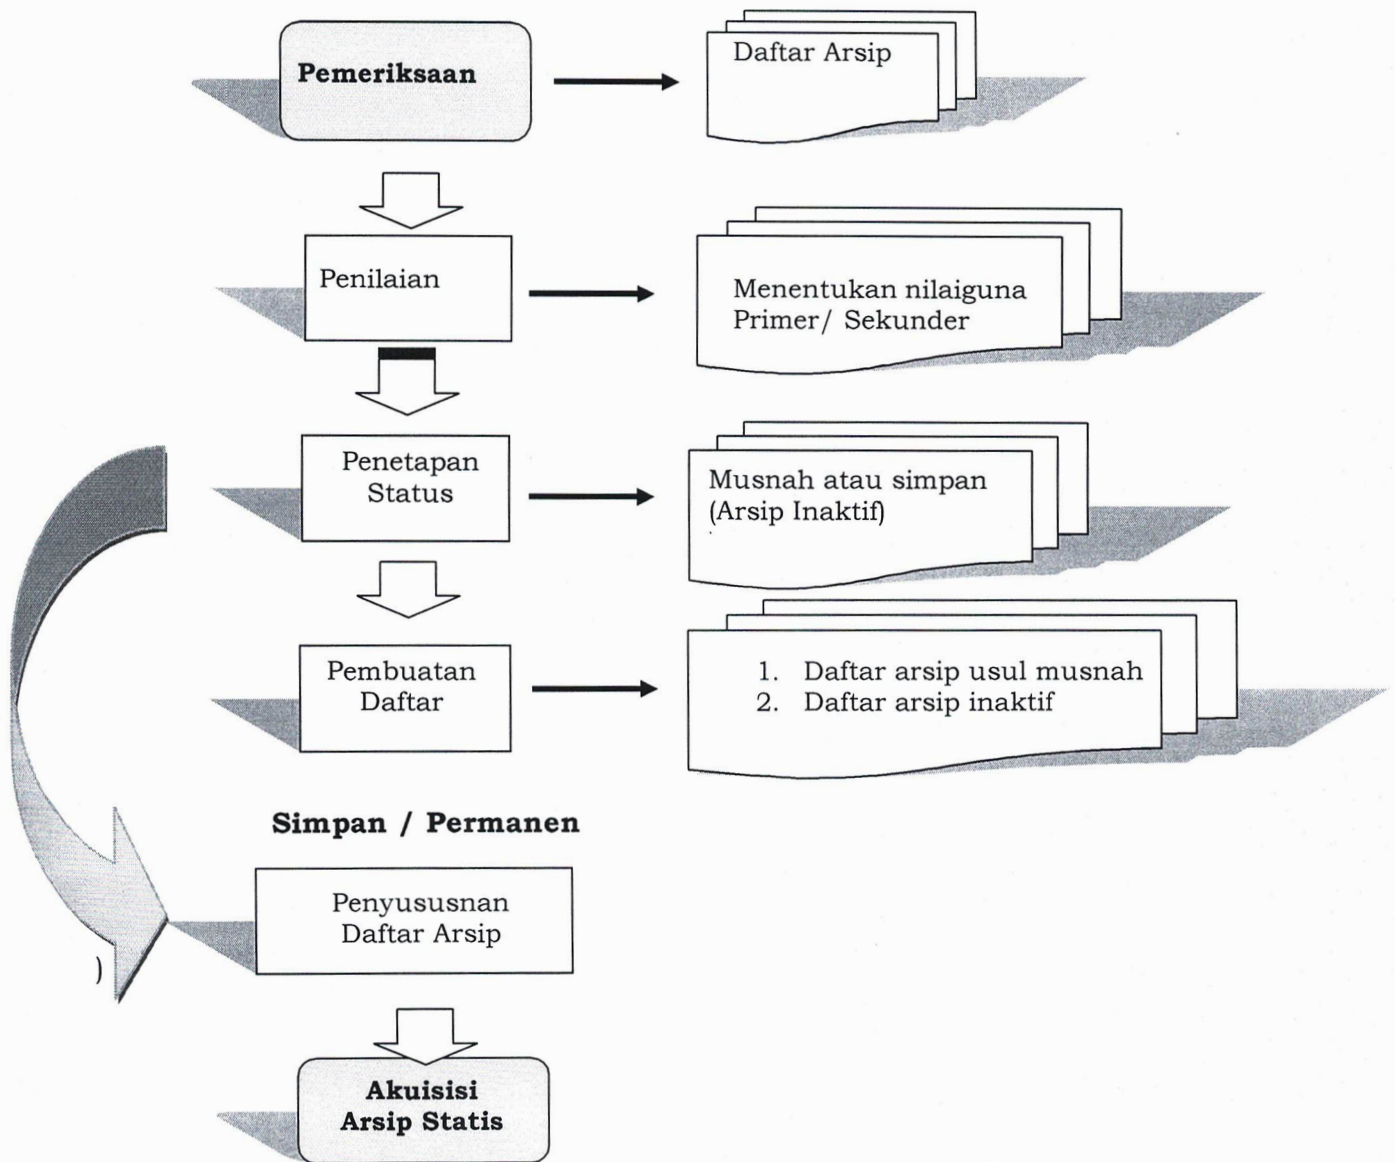 Pemeriksaan
Daftar Arsip
Penilaian
Menentukan nilaiguna
Primer/ Sekunder
Penetapan
Status
Musnah atau simpan
(Arsip Inaktif)
Pembuatan
Daftar
1. Daftar arsip usul musnah
2. Daftar arsip inaktif
Simpan / Permanen
Penyususnan
Daftar Arsip
)
Akuisisi
Arsip Statis